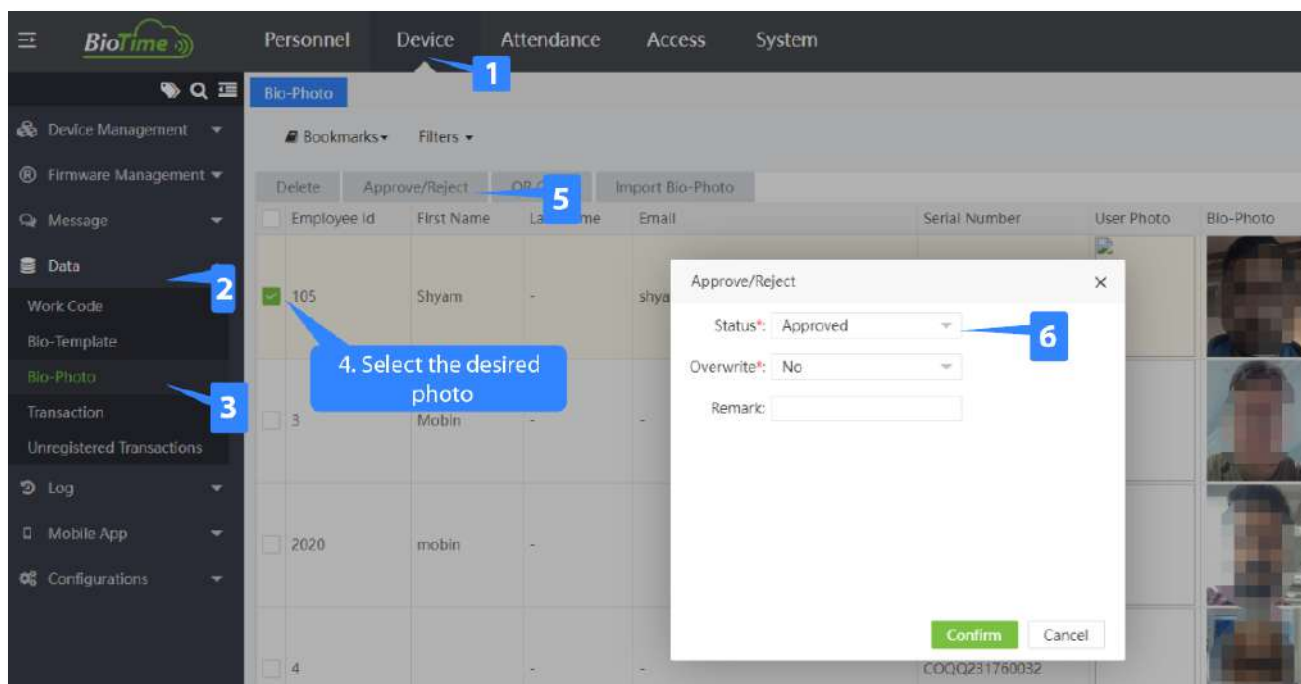 BioTime
Personnel Device Attendance Access System
1
Bio-Photo
Device Management
Bookmarks Filters
Firmware Management
Delete Approve/Reject Import Bio-Photo
5
Message
Employee Id First Name Email Serial Number User Photo Bio-Photo
Data
2
Work Code
105 Shyam - shya
Approve/Reject
Status*: Approved
6
Bio-Template
4. Select the desired
photo
Overwrite*: No
Bio-Photo
3
Remark:
Transaction
3 Mobin - -
Unregistered Transactions
Log
Mobile App
2020 mobin -
Configurations
Confirm Cancel
4 - - COQQ231760032